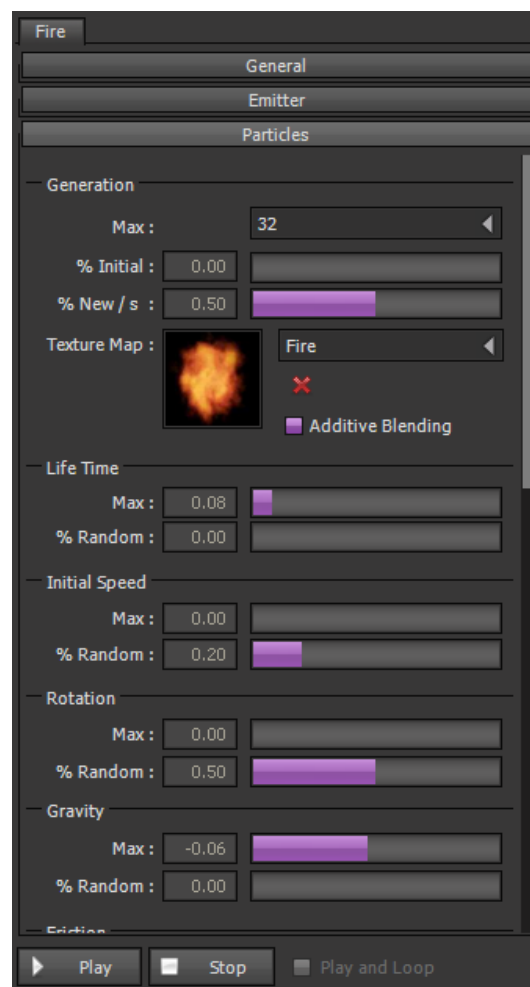 Fire
General
Emitter
Particles
Generation
Max : 32
% Initial : 0.00
% New / s : 0.50
Texture Map : Fire
Additive Blending
Life Time
Max : 0.08
% Random : 0.00
Initial Speed
Max : 0.00
% Random : 0.20
Rotation
Max : 0.00
% Random : 0.50
Gravity
Max : -0.06
% Random : 0.00
Friction
Play Stop Play and Loop